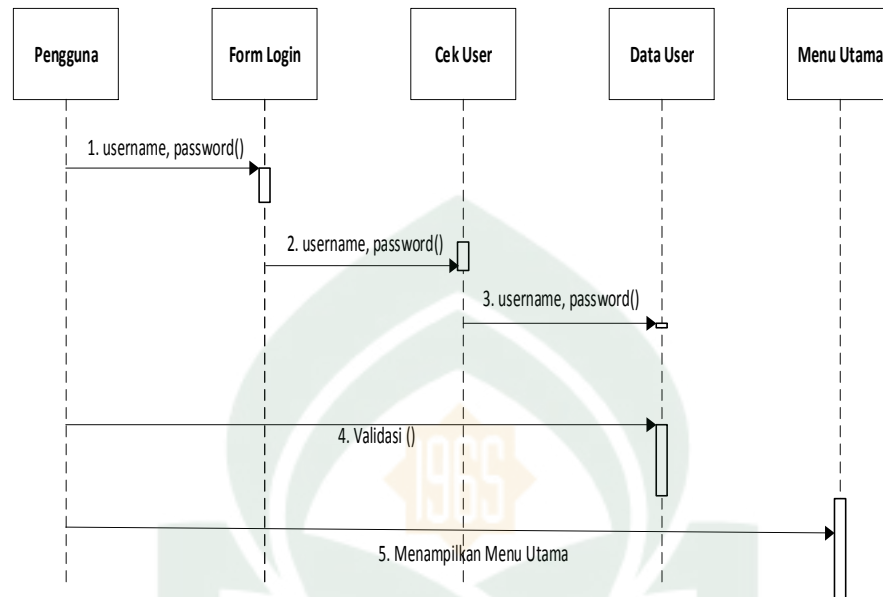 Pengguna
Form Login
Cek User
Data User
Menu Utama
1. username, password()
2. username, password()
3. username, password()
4. Validasi ()
5. Menampilkan Menu Utama
1965